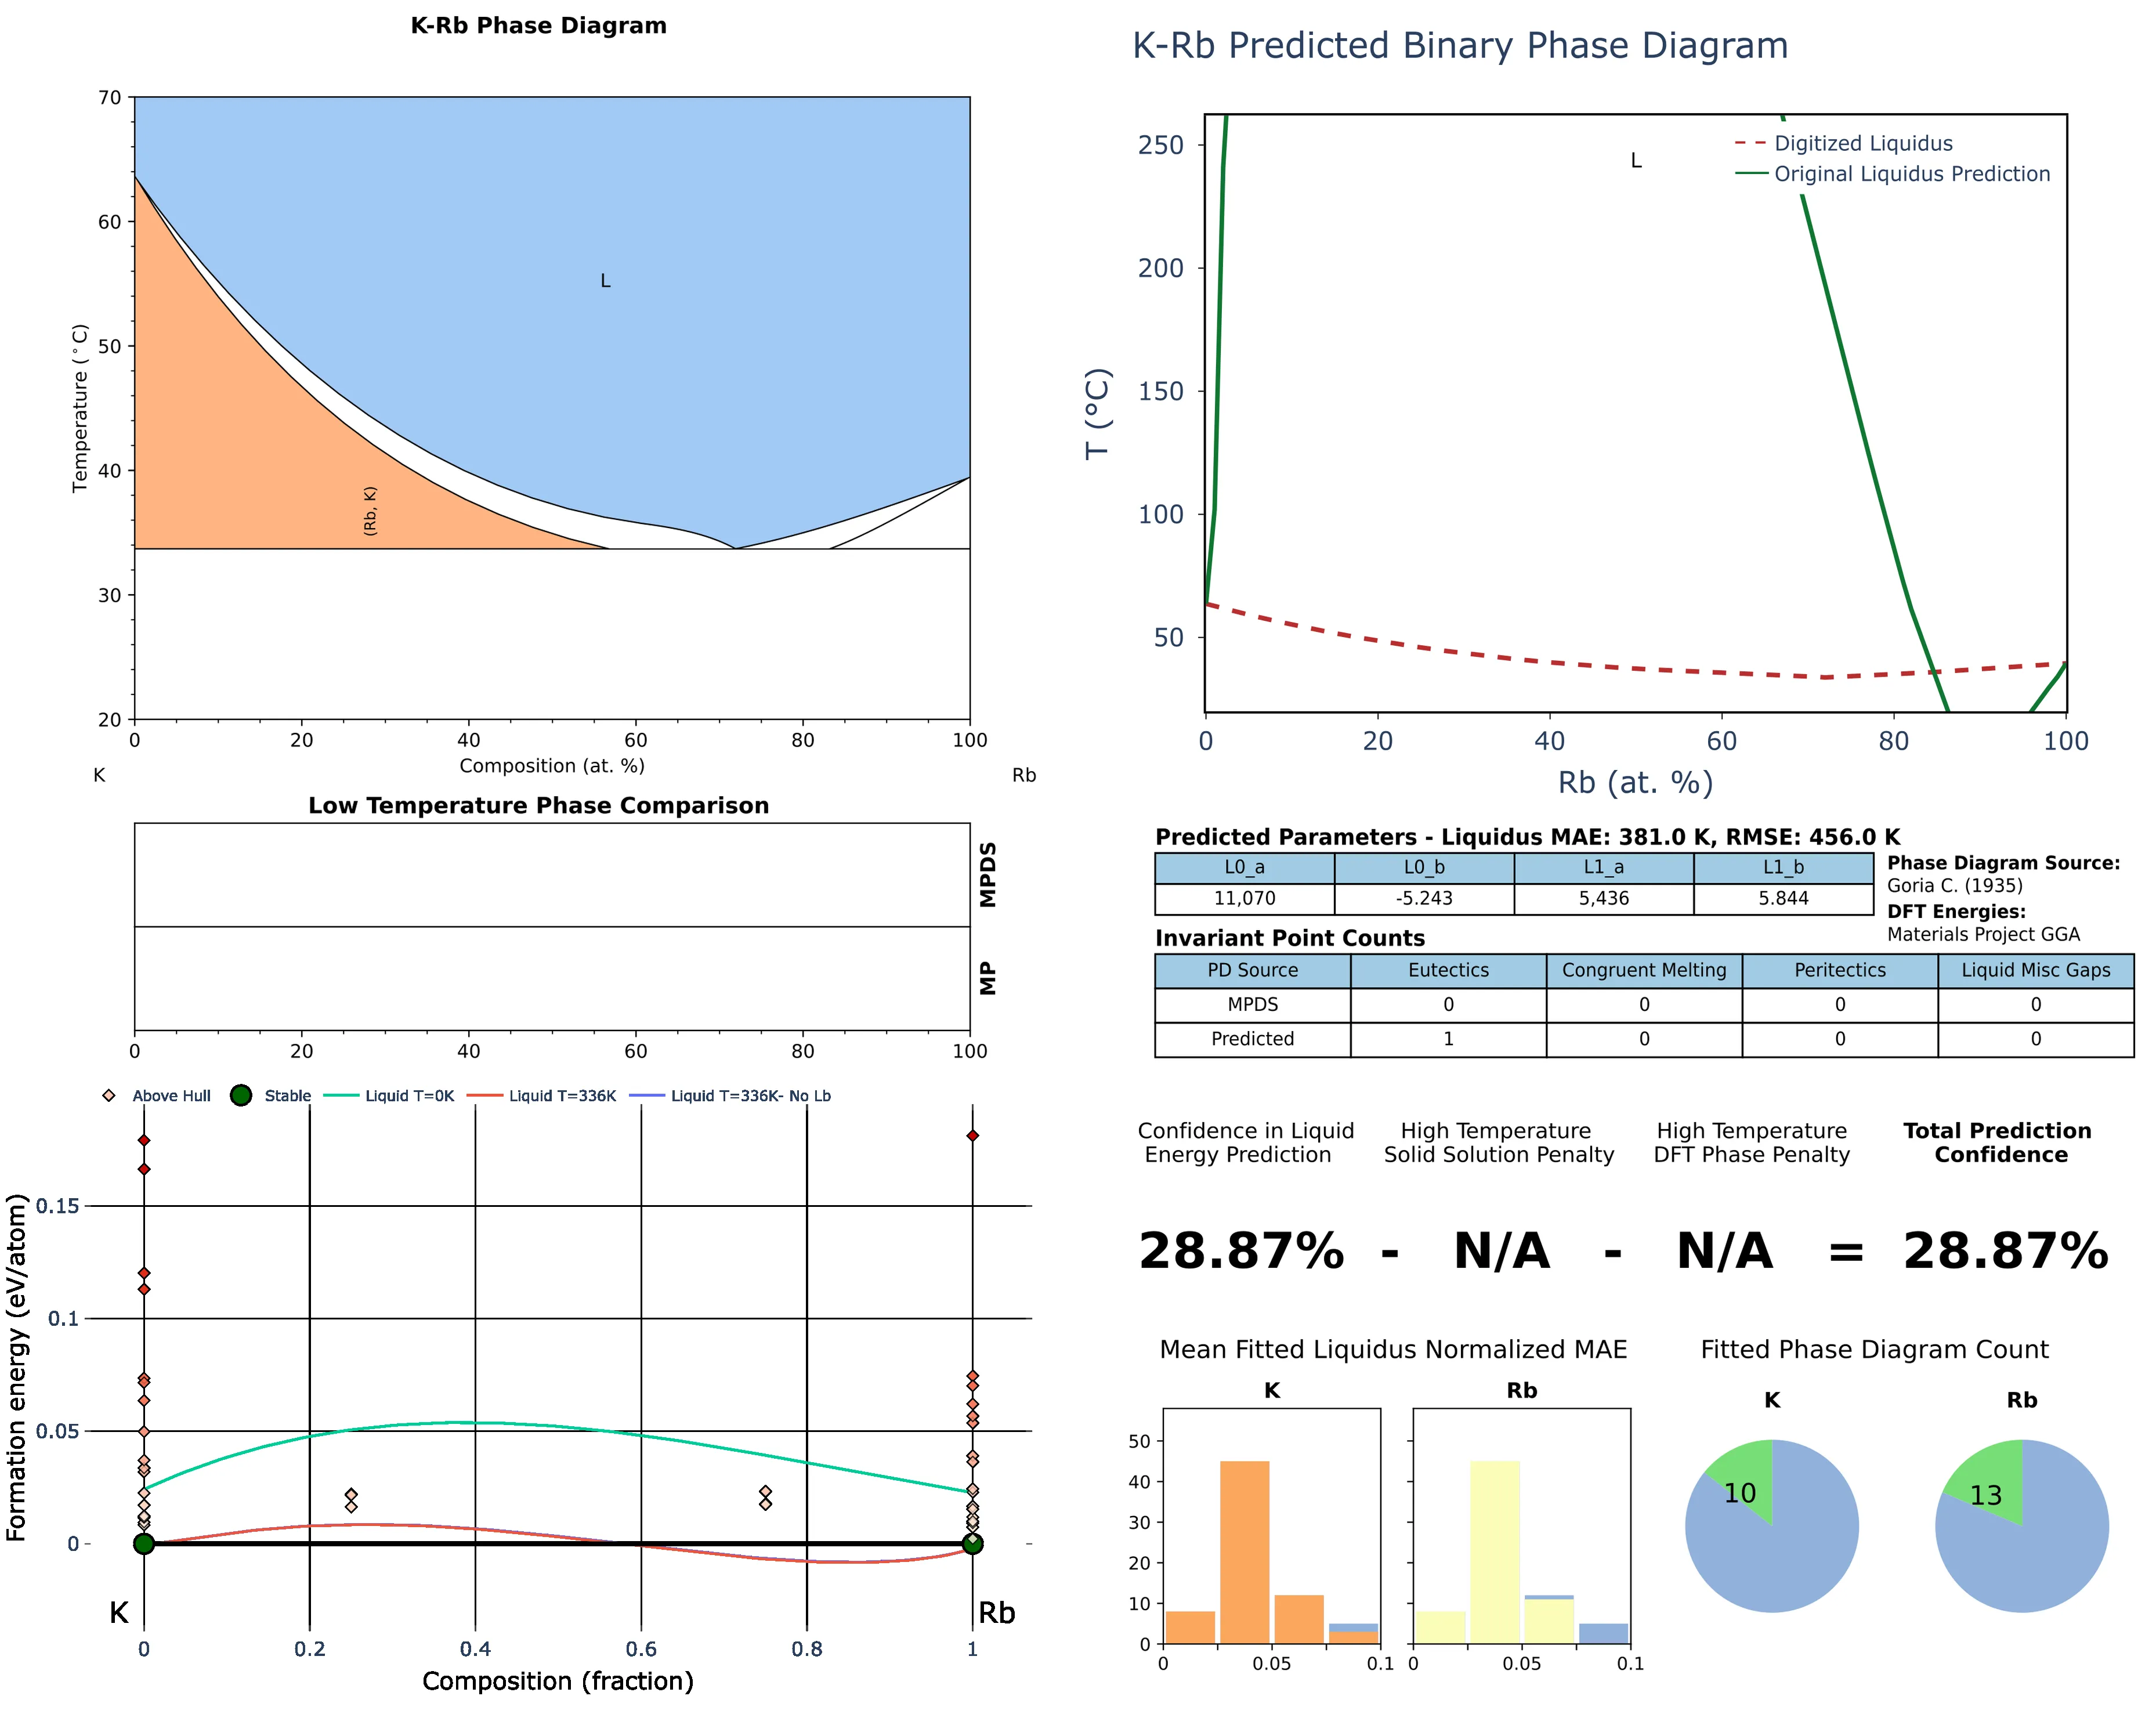 K-Rb Phase Diagram
70
60
50
40
30
20
Temperature (°C)
L
(Rb, K)
0 20 40 60 80 100
Composition (at. %)
K Rb
Low Temperature Phase Comparison
MPDS
MP
0 20 40 60 80 100
Above Hull Stable Liquid T=0K Liquid T=336K Liquid T=336K- No Lb
Formation energy (eV/atom)
0.15
0.1
0.05
0
K Rb
0 0.2 0.4 0.6 0.8 1
Composition (fraction)
K-Rb Predicted Binary Phase Diagram
250
200
150
100
50
T (°C)
L
Digitized Liquidus
Original Liquidus Prediction
0 20 40 60 80 100
Rb (at. %)
Predicted Parameters - Liquidus MAE: 381.0 K, RMSE: 456.0 K
L0_a L0_b L1_a L1_b
11,070 -5.243 5,436 5.844
Phase Diagram Source:
Goria C. (1935)
DFT Energies:
Materials Project GGA
Invariant Point Counts
PD Source Eutectics Congruent Melting Peritectics Liquid Misc Gaps
MPDS 0 0 0 0
Predicted 1 0 0 0
Confidence in Liquid
Energy Prediction
High Temperature
Solid Solution Penalty
High Temperature
DFT Phase Penalty
Total Prediction
Confidence
28.87% - N/A - N/A = 28.87%
Mean Fitted Liquidus Normalized MAE
K Rb
50
40
30
20
10
0
0 0.05 0.1
0 0.05 0.1
Fitted Phase Diagram Count
K Rb
10 13